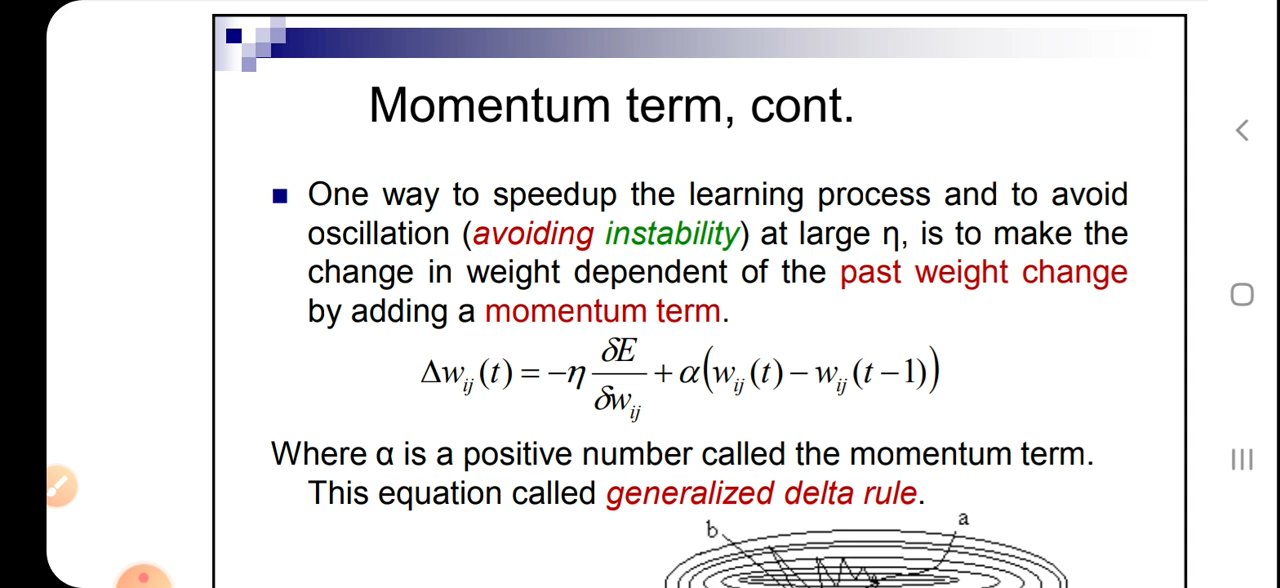 Momentum term, cont.
One way to speedup the learning process and to avoid
oscillation (avoiding instability) at large η, is to make the
change in weight dependent of the past weight change
by adding a momentum term.
Δw_ij(t) = −η δE/δw_ij + α(w_ij(t) − w_ij(t−1))
Where α is a positive number called the momentum term.
This equation called generalized delta rule.
b
a